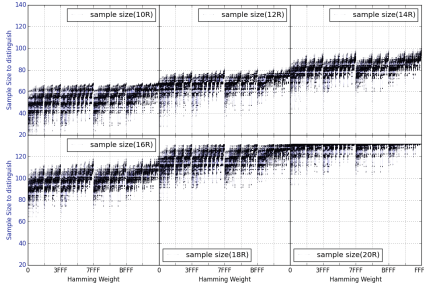 sample size(10R)
sample size(12R)
sample size(14R)
Sample Size to distinguish
140
120
100
80
60
40
20
sample size(16R)
sample size(18R)
sample size(20R)
Sample Size to distinguish
120
100
80
60
40
20
0 3FFF 7FFF BFFF 0 3FFF 7FFF BFFF 0 3FFF 7FFF BFFF FFF
Hamming Weight Hamming Weight Hamming Weight